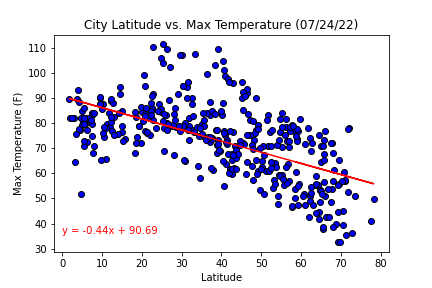 City Latitude vs. Max Temperature (07/24/22)
110
100
90
80
70
60
50
40
30
Max Temperature (F)
y = -0.44x + 90.69
0 10 20 30 40 50 60 70 80
Latitude